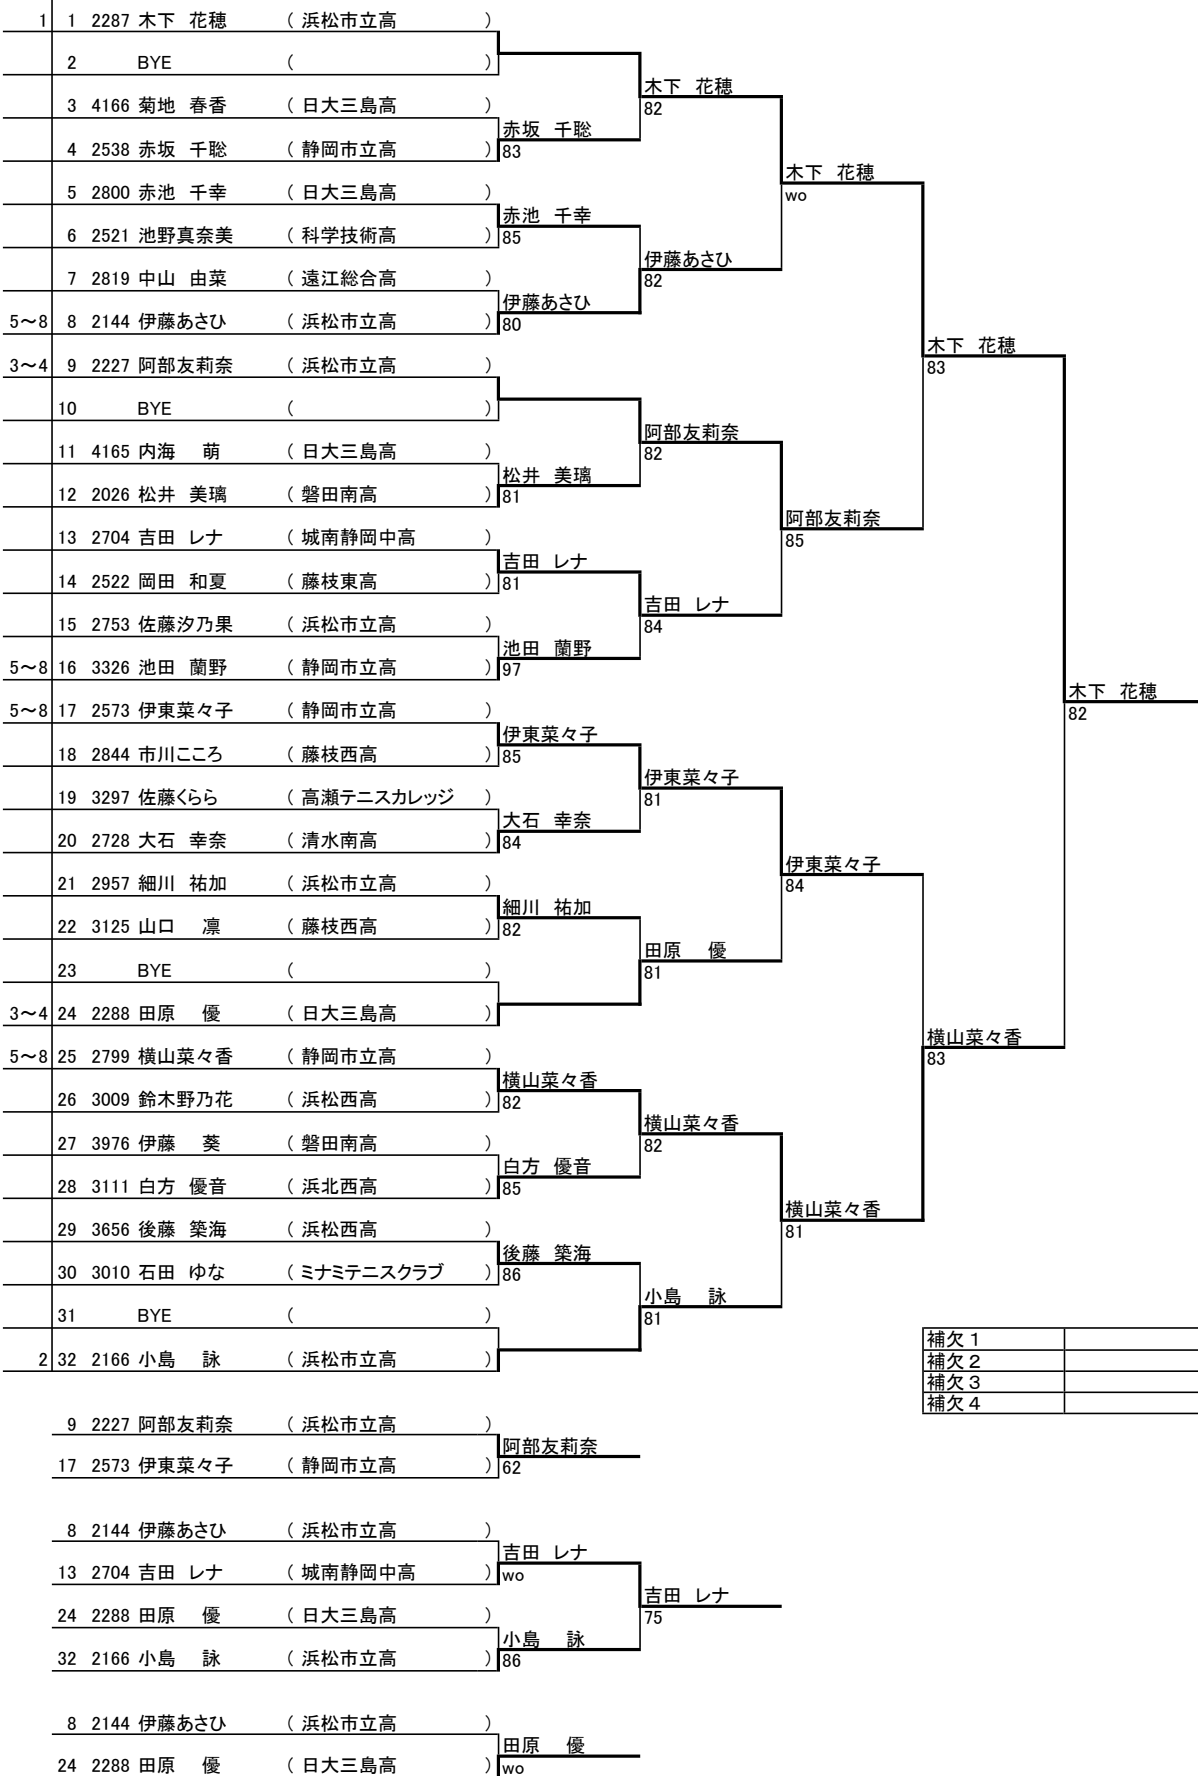 1 1 2287 木下 花穂 ( 浜松市立高 )
2 BYE ( )
木下 花穂
3 4166 菊地 春香 ( 日大三島高 )
82
赤坂 千聡
4 2538 赤坂 千聡 ( 静岡市立高 ) 83
木下 花穂
5 2800 赤池 千幸 ( 日大三島高 )
wo
赤池 千幸
6 2521 池野真奈美 ( 科学技術高 ) 85
伊藤あさひ
7 2819 中山 由菜 ( 遠江総合高 )
82
伊藤あさひ
5～8 8 2144 伊藤あさひ ( 浜松市立高 ) 80
木下 花穂
3～4 9 2227 阿部友莉奈 ( 浜松市立高 )
83
10 BYE ( )
阿部友莉奈
11 4165 内海 萌 ( 日大三島高 )
82
松井 美璃
12 2026 松井 美璃 ( 磐田南高 ) 81
阿部友莉奈
13 2704 吉田 レナ ( 城南静岡中高 )
85
吉田 レナ
14 2522 岡田 和夏 ( 藤枝東高 ) 81
吉田 レナ
15 2753 佐藤汐乃果 ( 浜松市立高 )
84
池田 蘭野
5～8 16 3326 池田 蘭野 ( 静岡市立高 ) 97
木下 花穂
5～8 17 2573 伊東菜々子 ( 静岡市立高 )
82
伊東菜々子
18 2844 市川こころ ( 藤枝西高 ) 85
伊東菜々子
19 3297 佐藤くらら ( 高瀬テニスカレッジ )
81
大石 幸奈
20 2728 大石 幸奈 ( 清水南高 ) 84
伊東菜々子
21 2957 細川 祐加 ( 浜松市立高 )
84
細川 祐加
22 3125 山口 凛 ( 藤枝西高 ) 82
田原 優
23 BYE ( )
81
3～4 24 2288 田原 優 ( 日大三島高 )
横山菜々香
5～8 25 2799 横山菜々香 ( 静岡市立高 )
83
横山菜々香
26 3009 鈴木野乃花 ( 浜松西高 ) 82
横山菜々香
27 3976 伊藤 葵 ( 磐田南高 )
82
白方 優音
28 3111 白方 優音 ( 浜北西高 ) 85
横山菜々香
29 3656 後藤 築海 ( 浜松西高 )
81
後藤 築海
30 3010 石田 ゆな ( ミナミテニスクラブ ) 86
小島 詠
31 BYE ( )
81
補欠１
2 32 2166 小島 詠 ( 浜松市立高 )
補欠２
補欠３
補欠４
9 2227 阿部友莉奈 ( 浜松市立高 )
阿部友莉奈
17 2573 伊東菜々子 ( 静岡市立高 ) 62
8 2144 伊藤あさひ ( 浜松市立高 )
吉田 レナ
13 2704 吉田 レナ ( 城南静岡中高 ) wo
吉田 レナ
24 2288 田原 優 ( 日大三島高 )
75
小島 詠
32 2166 小島 詠 ( 浜松市立高 ) 86
8 2144 伊藤あさひ ( 浜松市立高 )
田原 優
24 2288 田原 優 ( 日大三島高 ) wo